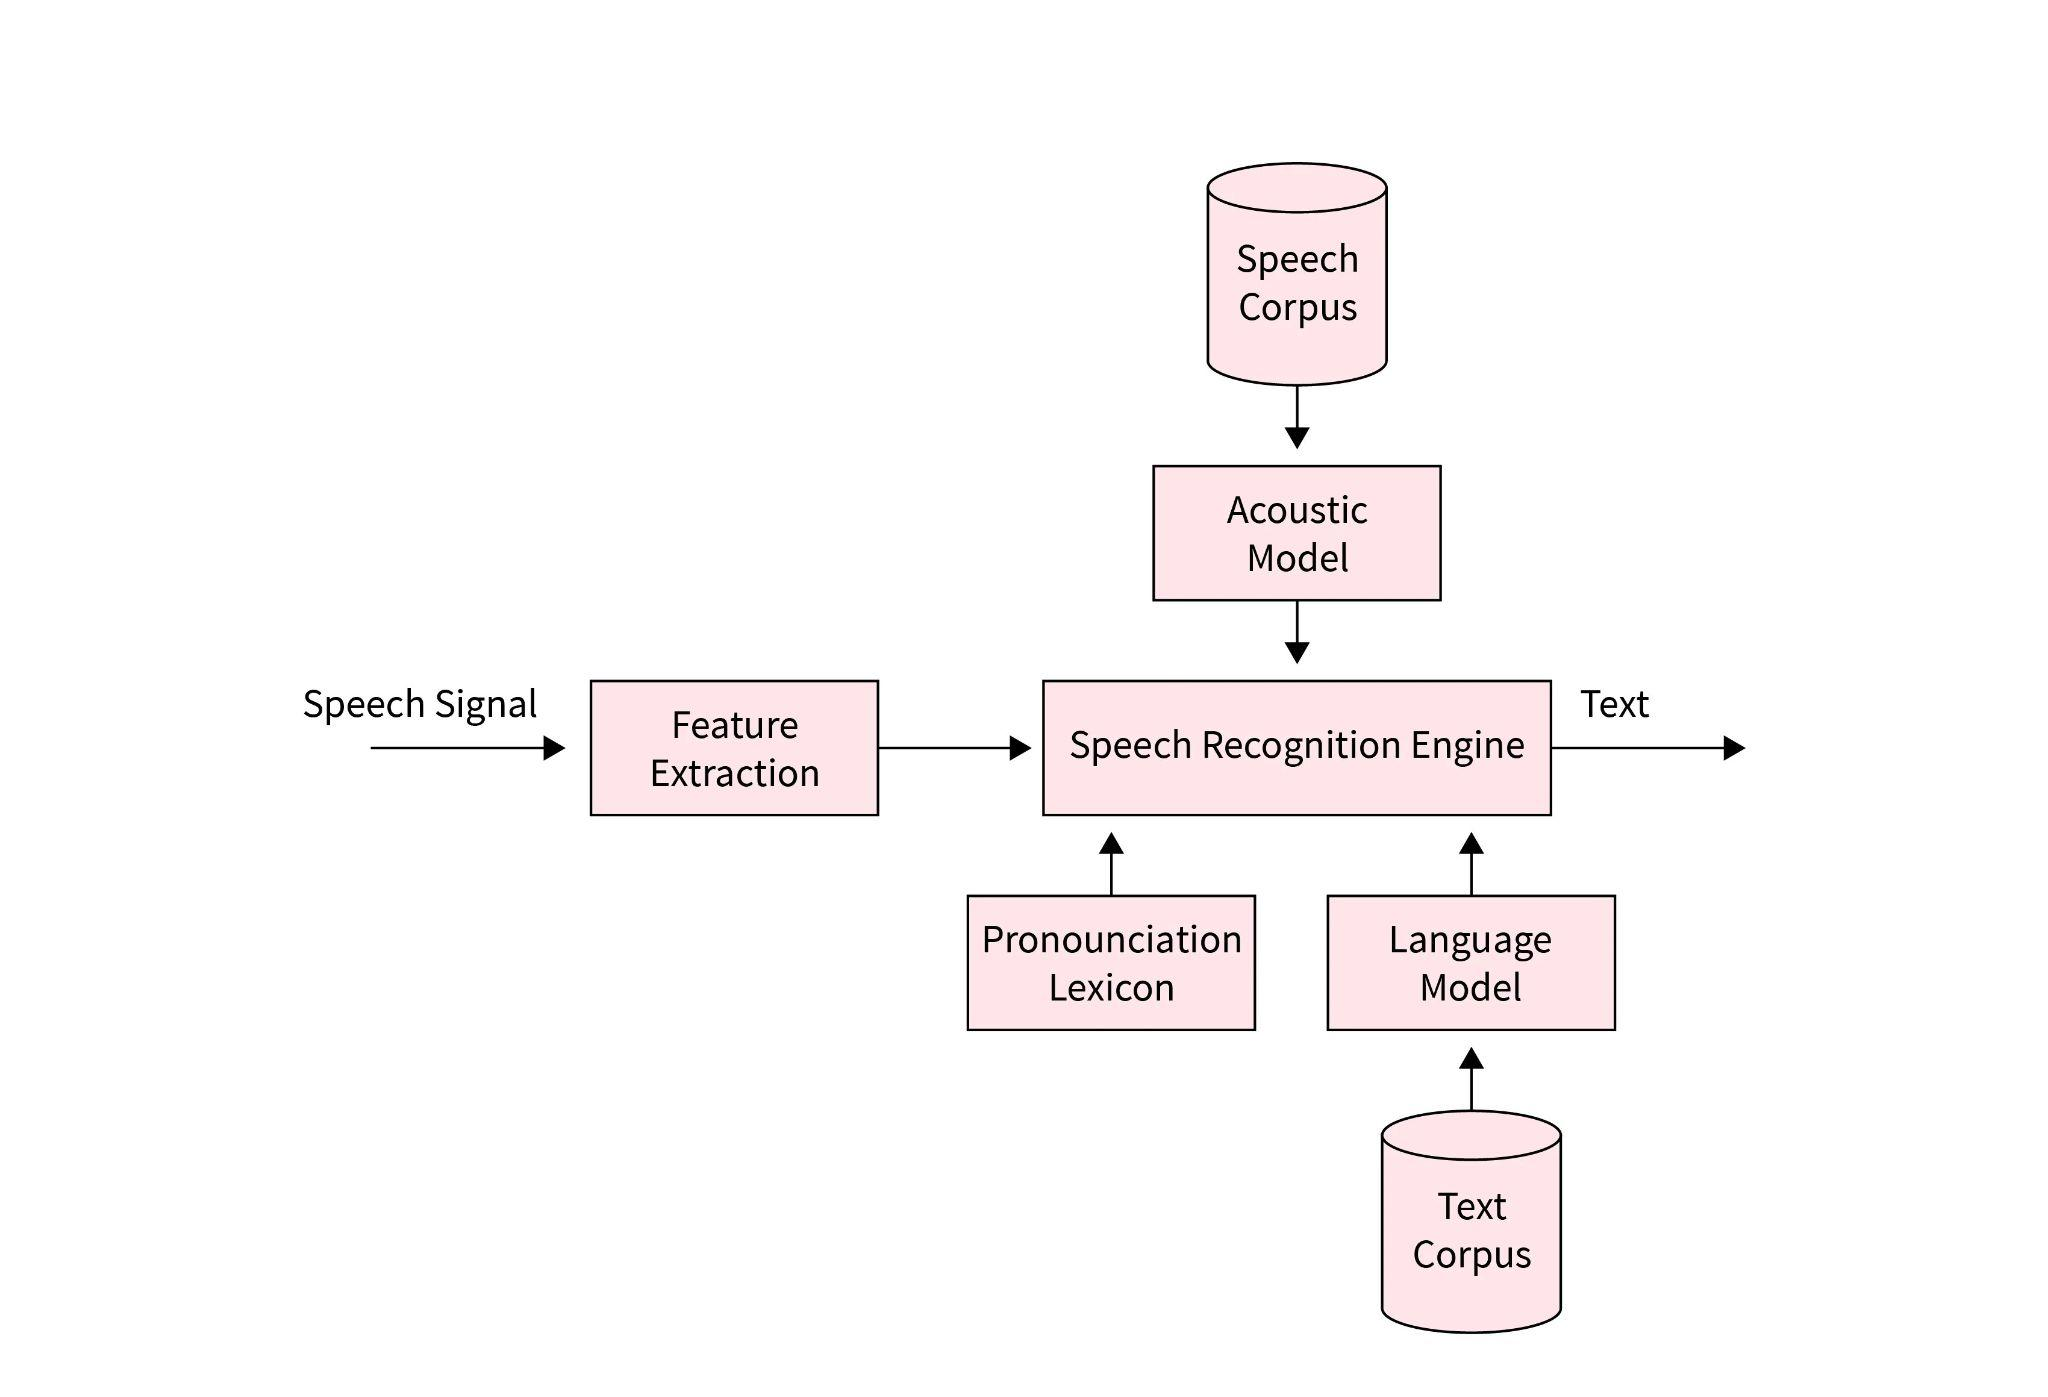 Speech
Corpus
Acoustic
Model
Speech Signal
Feature
Extraction
Speech Recognition Engine
Text
Pronounciation
Lexicon
Language
Model
Text
Corpus